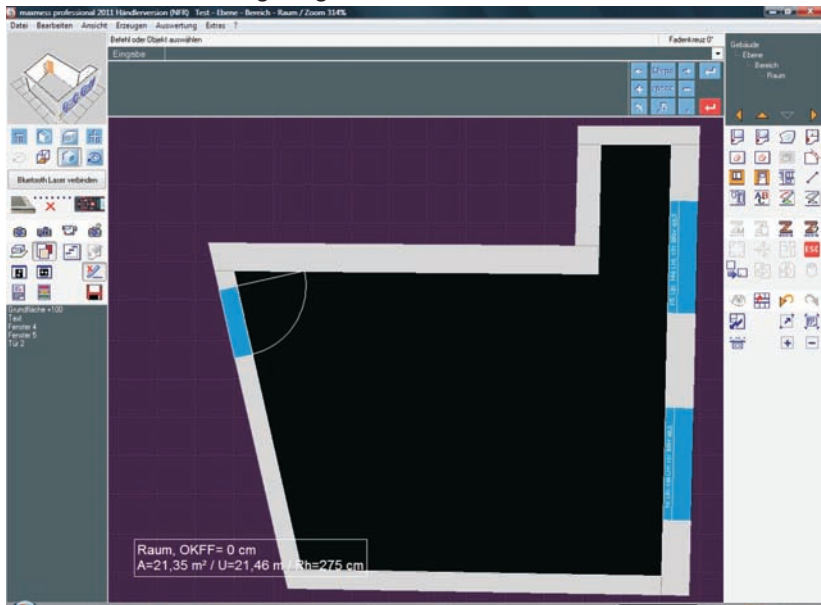 maxmess professional 2011 Händlerversion (NFR) Test - Ebene - Bereich - Raum / Zoom 314%
Datei Bearbeiten Ansicht Erzeugen Auswertung Extras ?
Befehl oder Objekt auswählen
Fadenkreuz 0°
Eingabe
Gebäude
Ebene
Bereich
Raum
Bluetooth Laser verbinden
ESC
Grundfläche +100
Text
Fenster 4
Fenster 5
Tür 2
Raum, OKFF= 0 cm
A=21,35 m² / U=21,46 m / Rh=275 cm